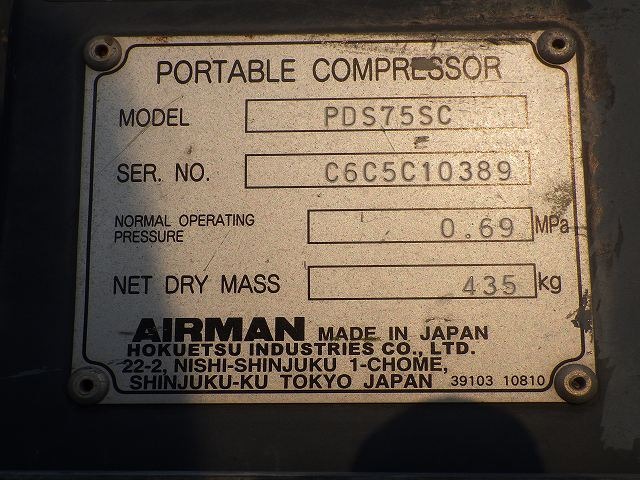 PORTABLE COMPRESSOR
MODEL PDS75SC
SER. NO. C6C5C10389
NORMAL OPERATING
PRESSURE 0.69 MPa
NET DRY MASS 435 kg
AIRMAN MADE IN JAPAN
HOKUETSU INDUSTRIES CO., LTD.
22-2, NISHI-SHINJUKU 1-CHOME,
SHINJUKU-KU TOKYO JAPAN 39103 10810